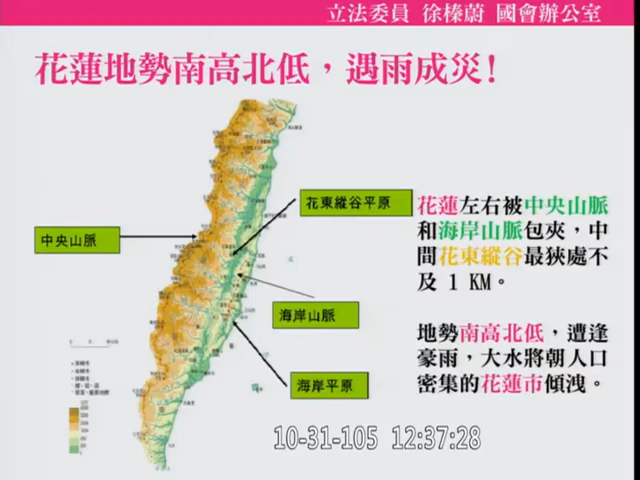 立法委員 徐榛蔚 國會辦公室
花蓮地勢南高北低，遇雨成災!
花東縱谷平原
中央山脈
海岸山脈
海岸平原
花蓮左右被中央山脈
和海岸山脈包夾，中
間花東縱谷最狹處不
及 1 KM。
地勢南高北低，遭逢
豪雨，大水將朝人口
密集的花蓮市傾洩。
10-31-105 12:37:28